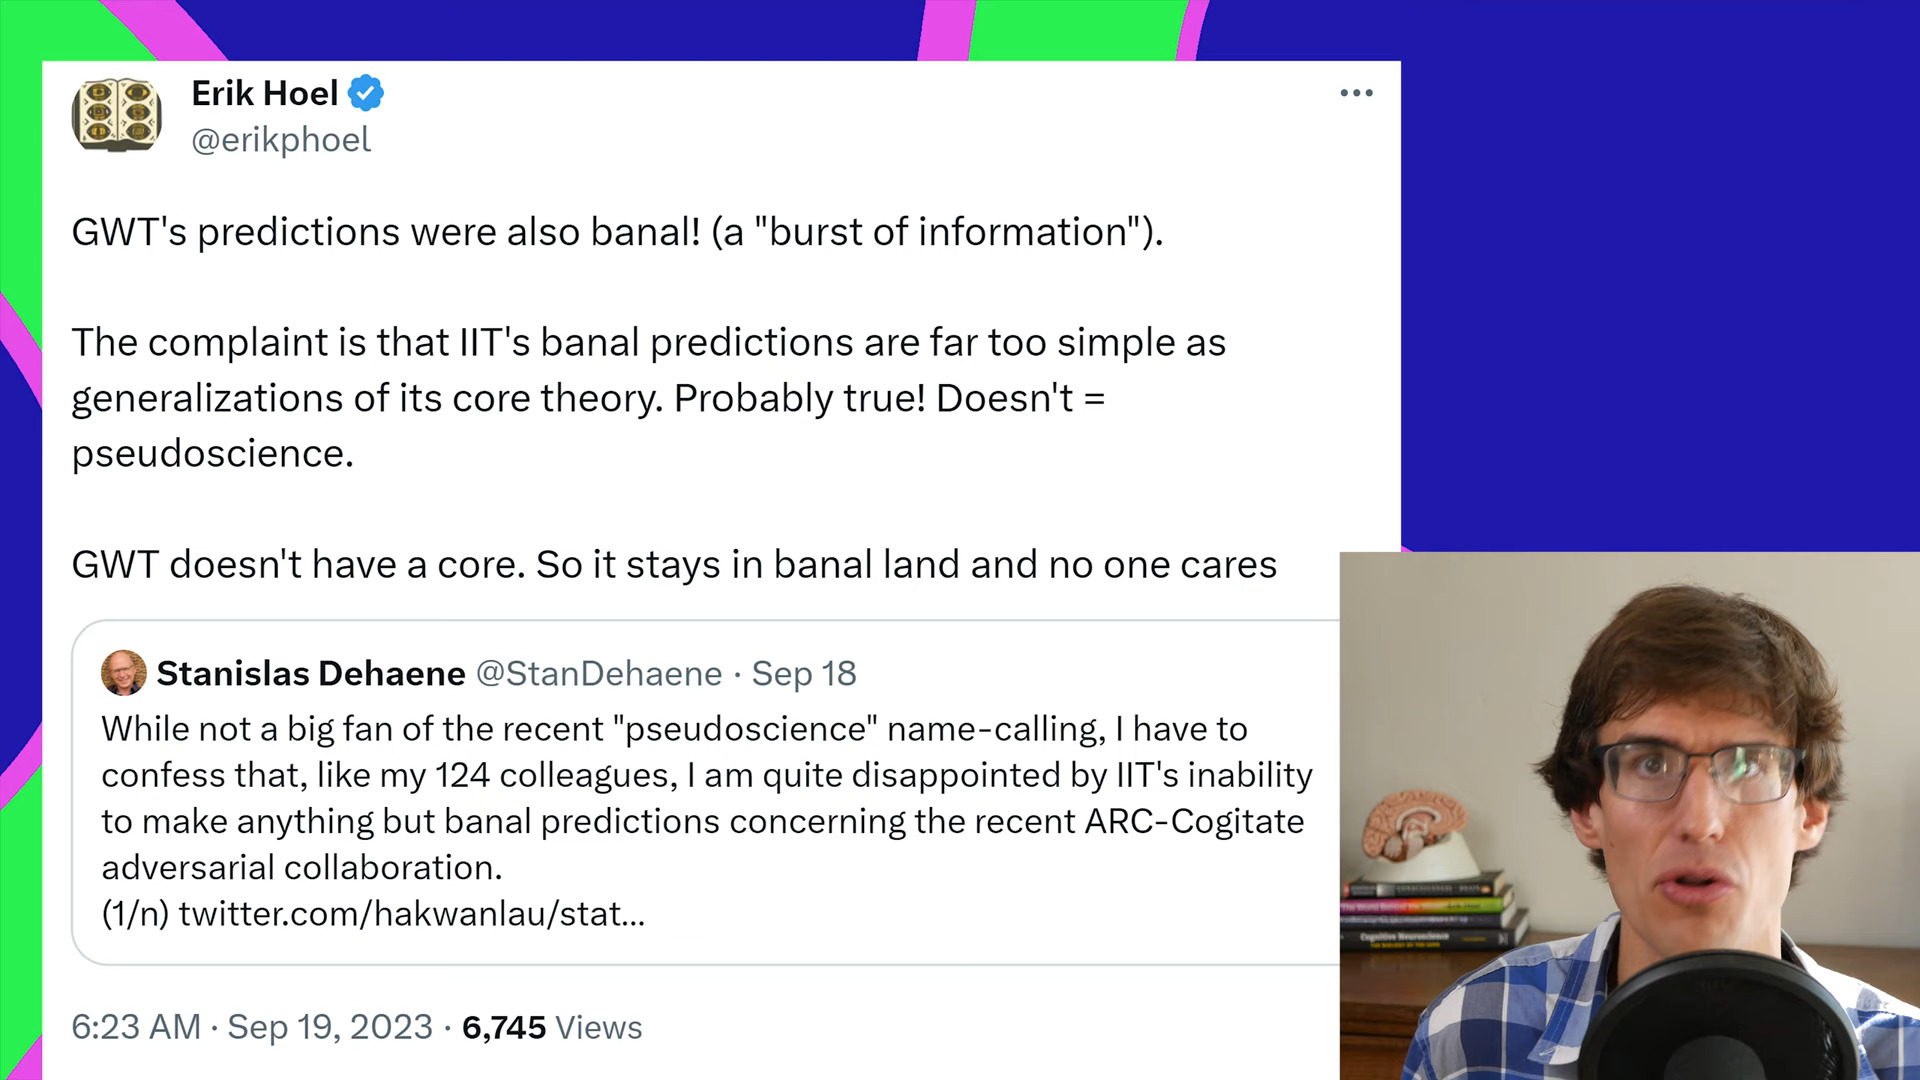 Erik Hoel
@erikphoel
GWT's predictions were also banal! (a "burst of information").
The complaint is that IIT's banal predictions are far too simple as
generalizations of its core theory. Probably true! Doesn't =
pseudoscience.
GWT doesn't have a core. So it stays in banal land and no one cares
Stanislas Dehaene @StanDehaene · Sep 18
While not a big fan of the recent "pseudoscience" name-calling, I have to
confess that, like my 124 colleagues, I am quite disappointed by IIT's inability
to make anything but banal predictions concerning the recent ARC-Cogitate
adversarial collaboration.
(1/n) twitter.com/hakwanlau/stat...
6:23 AM · Sep 19, 2023 · 6,745 Views
Cognitive Neuroscience